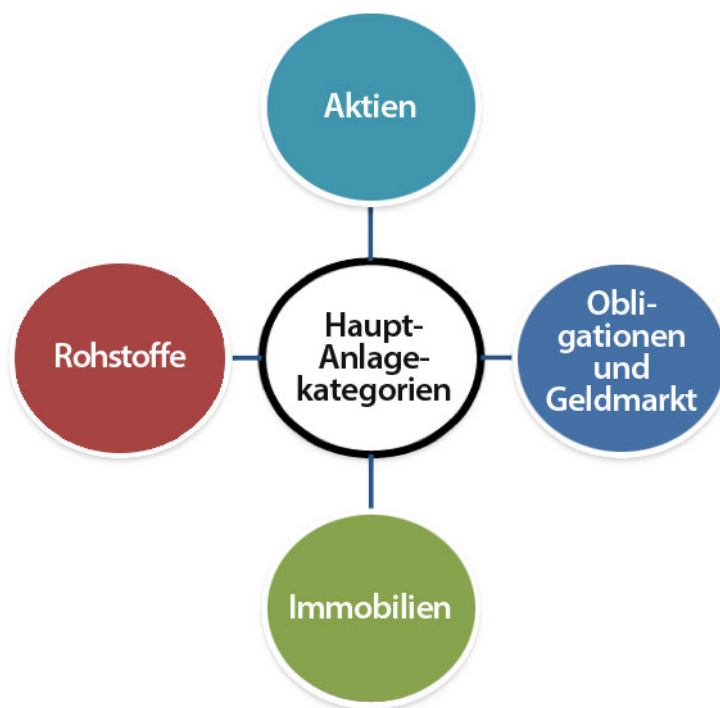 Aktien
Rohstoffe
Haupt-
Anlage-
kategorien
Obli-
gationen
und
Geldmarkt
Immobilien